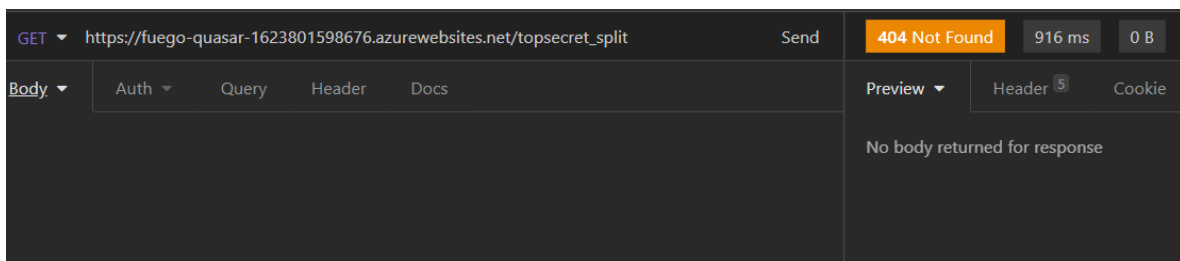 GET https://fuego-quasar-1623801598676.azurewebsites.net/topsecret_split Send 404 Not Found 916 ms 0 B
Body Auth Query Header Docs Preview Header 5 Cookie
No body returned for response